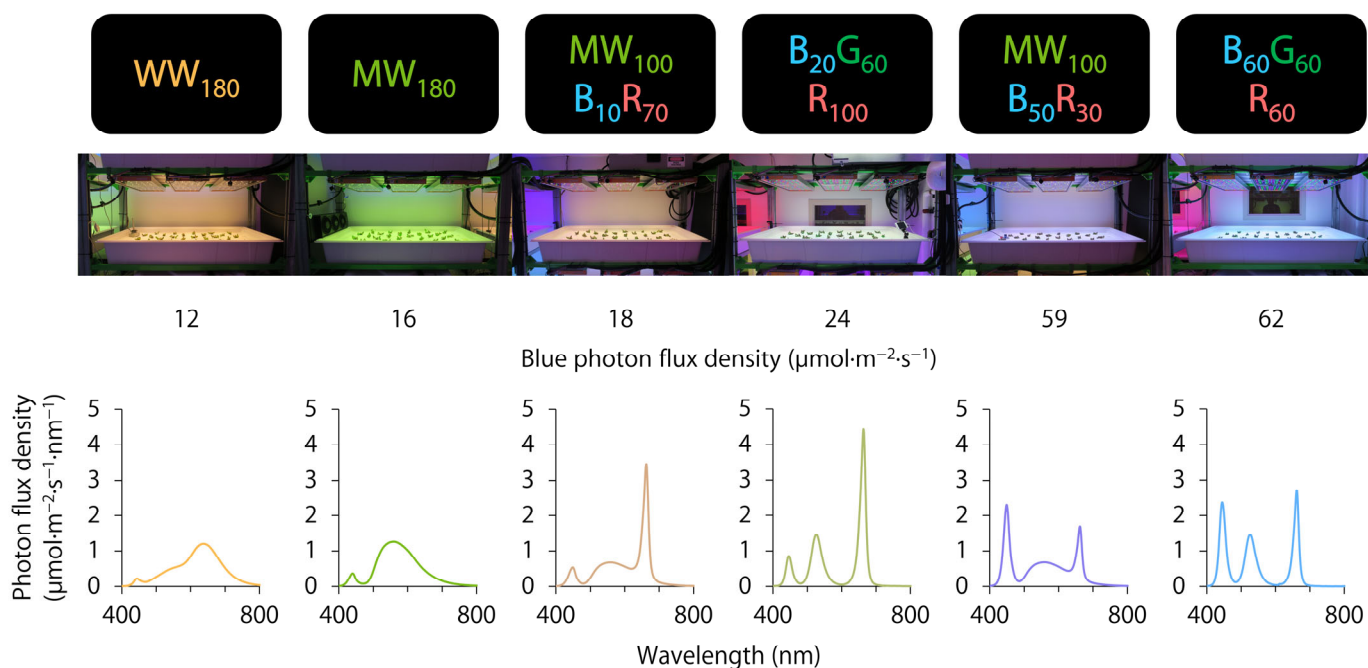 WW₁₈₀
MW₁₈₀
MW₁₀₀
B₁₀R₇₀
B₂₀G₆₀
R₁₀₀
MW₁₀₀
B₅₀R₃₀
B₆₀G₆₀
R₆₀
12 16 18 24 59 62
Blue photon flux density (μmol·m⁻²·s⁻¹)
Photon flux density
(μmol·m⁻²·s⁻¹·nm⁻¹)
5
4
3
2
1
0
400 800
5
4
3
2
1
0
400 800
5
4
3
2
1
0
400 800
5
4
3
2
1
0
400 800
5
4
3
2
1
0
400 800
5
4
3
2
1
0
400 800
Wavelength (nm)